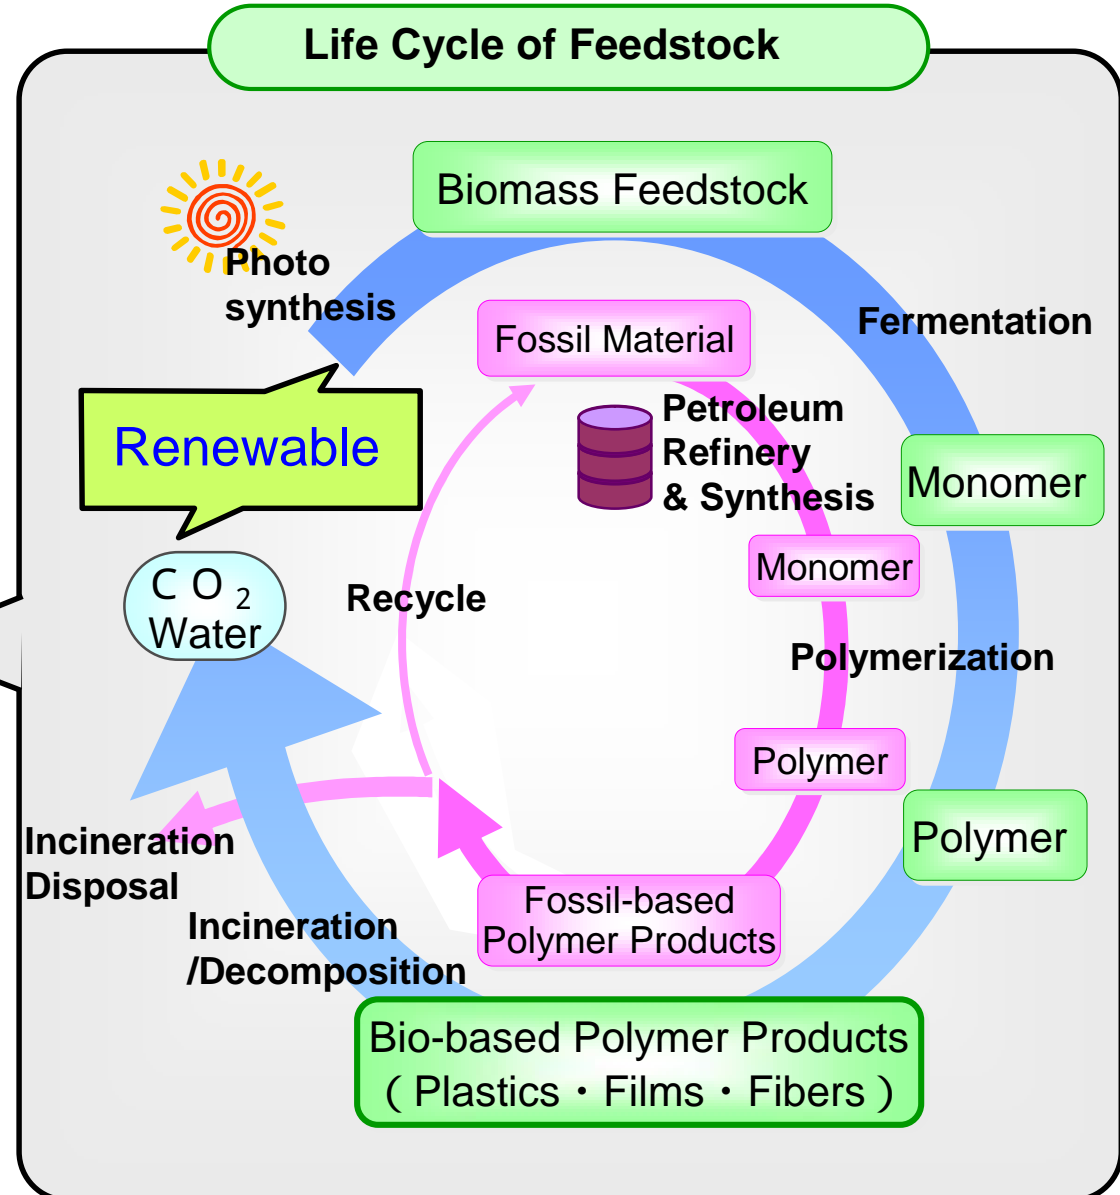 Life Cycle of Feedstock
Biomass Feedstock
Photo
synthesis
Fermentation
Fossil Material
Petroleum
Refinery
& Synthesis
Renewable
Monomer
Monomer
CO₂
Water
Recycle
Polymerization
Polymer
Polymer
Incineration
Disposal
Fossil-based
Polymer Products
Incineration
/Decomposition
Bio-based Polymer Products
(Plastics・Films・Fibers)